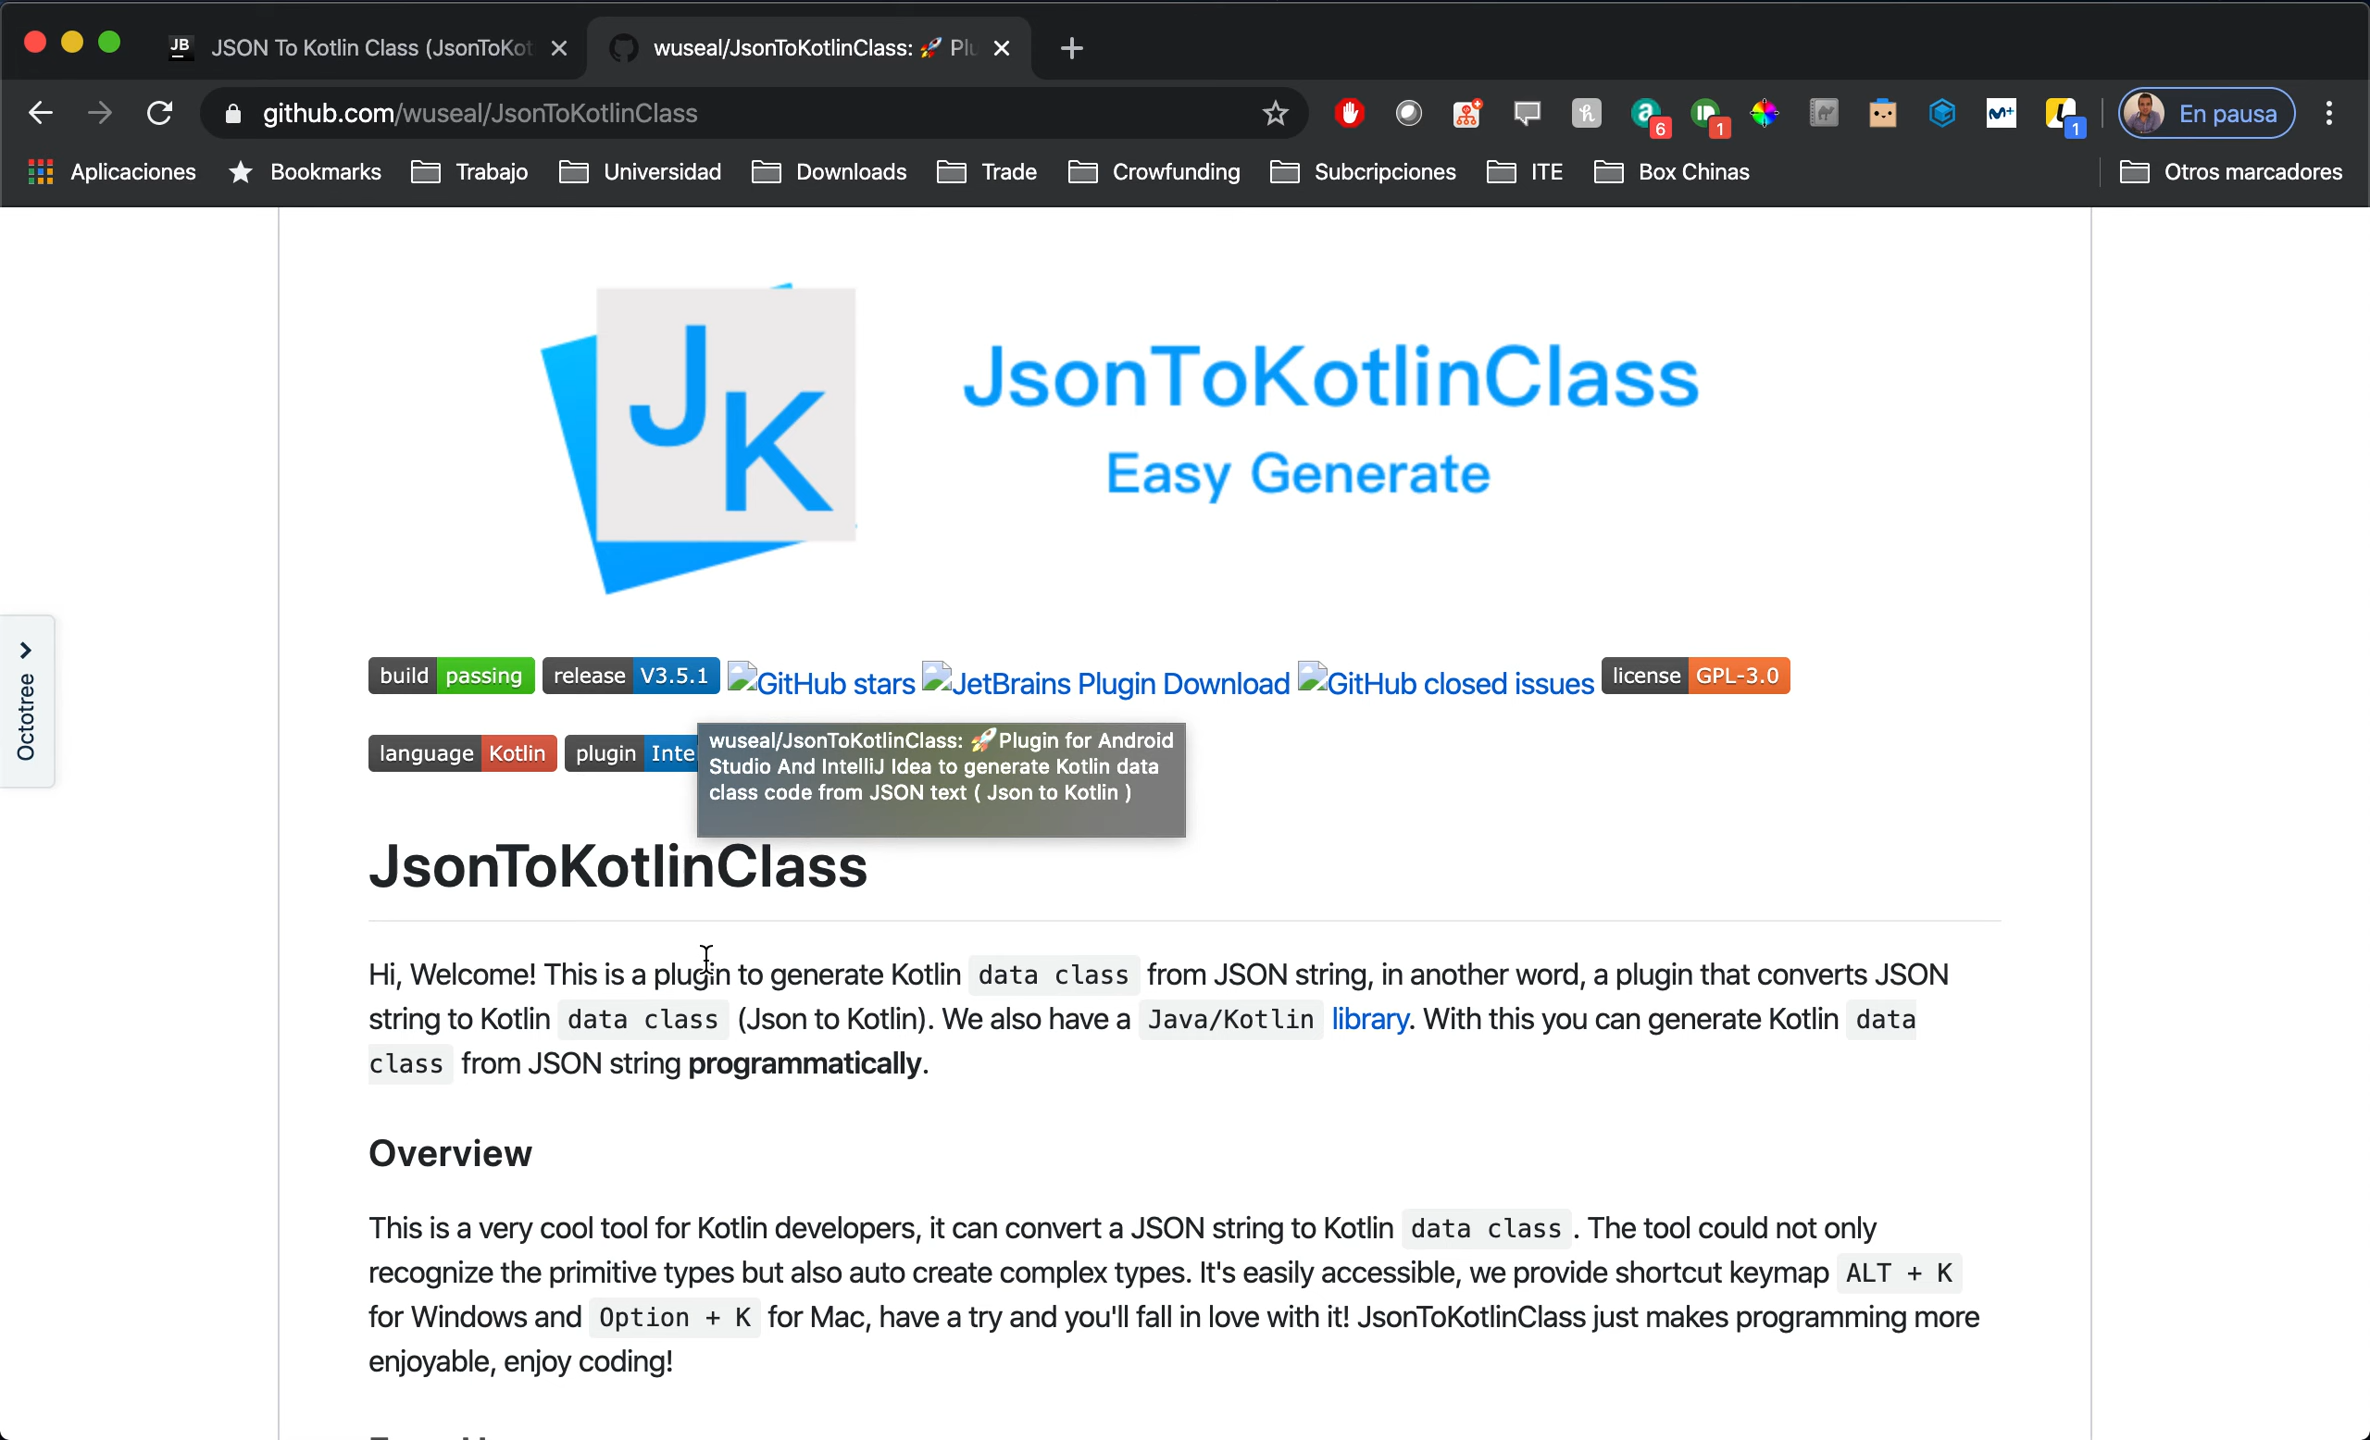 JB JSON To Kotlin Class (JsonToKot
wuseal/JsonToKotlinClass: 🚀 Plu
github.com/wuseal/JsonToKotlinClass
6
1
1
En pausa
Aplicaciones
Bookmarks
Trabajo
Universidad
Downloads
Trade
Crowfunding
Subcripciones
ITE
Box Chinas
Otros marcadores
JK
JsonToKotlinClass
Easy Generate
Octotree
build passing release V3.5.1 GitHub stars JetBrains Plugin Download GitHub closed issues license GPL-3.0
language Kotlin plugin Inte
wuseal/JsonToKotlinClass: 🚀Plugin for Android
Studio And IntelliJ Idea to generate Kotlin data
class code from JSON text ( Json to Kotlin )
JsonToKotlinClass
Hi, Welcome! This is a plugin to generate Kotlin data class from JSON string, in another word, a plugin that converts JSON
string to Kotlin data class (Json to Kotlin). We also have a Java/Kotlin library. With this you can generate Kotlin data
class from JSON string programmatically.
Overview
This is a very cool tool for Kotlin developers, it can convert a JSON string to Kotlin data class. The tool could not only
recognize the primitive types but also auto create complex types. It's easily accessible, we provide shortcut keymap ALT + K
for Windows and Option + K for Mac, have a try and you'll fall in love with it! JsonToKotlinClass just makes programming more
enjoyable, enjoy coding!